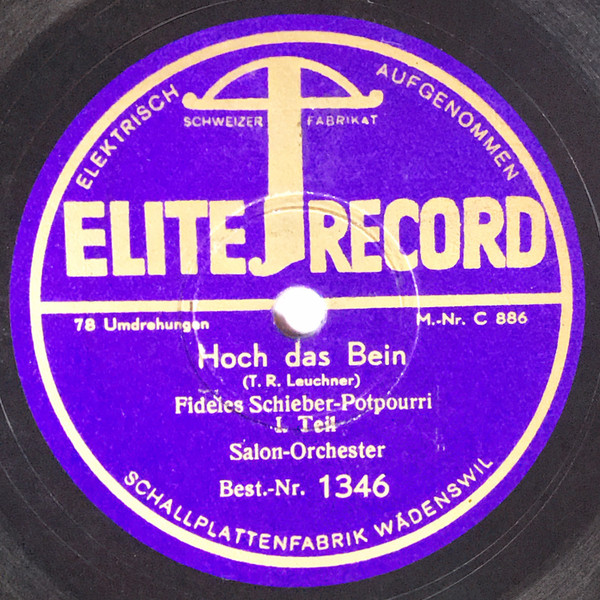 ELEKTRISCH AUFGENOMMEN
SCHWEIZER FABRIKAT
ELITE RECORD
78 Umdrehungen M.-Nr. C 886
Hoch das Bein
(T. R. Leuchner)
Fideles Schieber-Potpourri
I. Teil
Salon-Orchester
Best.-Nr. 1346
SCHALLPLATTENFABRIK WÄDENSWIL